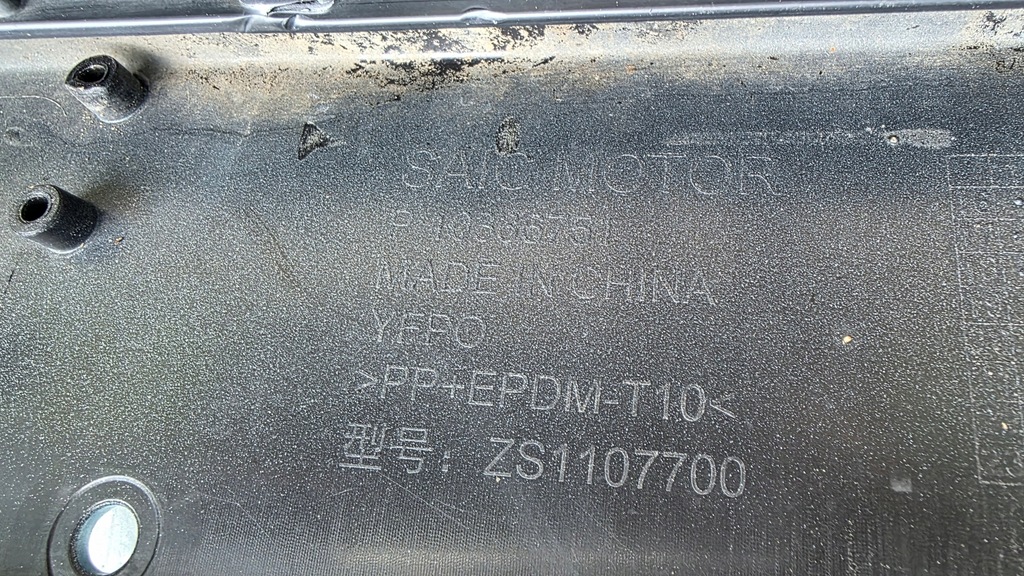 SAIC MOTOR
MADE IN CHINA
YFPO
>PP+EPDM-T10<
型号：ZS1107700